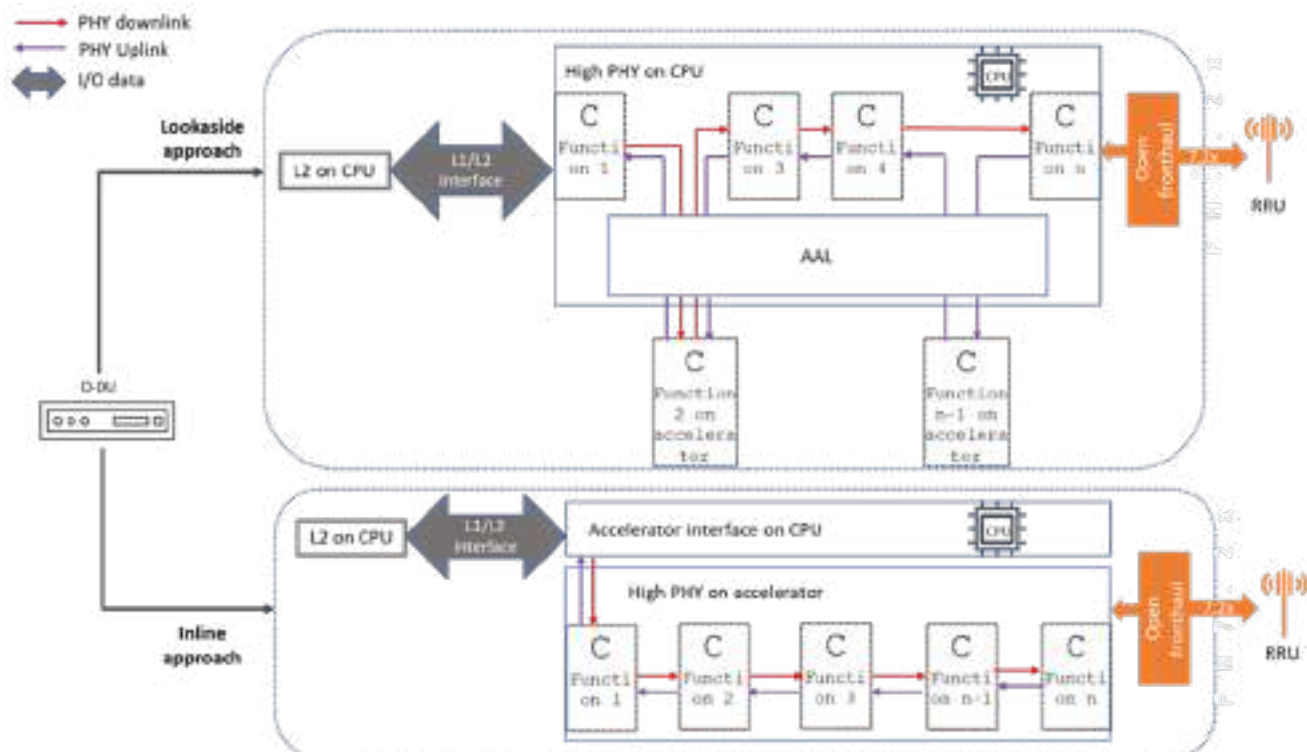 PHY downlink
PHY Uplink
I/O data
Lookaside
approach
L2 on CPU
L1/L2
Interface
High PHY on CPU
CPU
C
Functi
on 1
C
Functi
on 3
C
Functi
on 4
C
Functi
on n
AAL
C
Function
2 on
accelera
tor
C
Function
n-1 on
accelera
tor
Open
fronthaul
7.2x
RRU
O-DU
Inline
approach
L2 on CPU
L1/L2
Interface
Accelerator interface on CPU
CPU
High PHY on accelerator
C
Functi
on 1
C
Functi
on 2
C
Functi
on 3
C
Functi
on n-1
C
Functi
on n
Open
fronthaul
7.2x
RRU